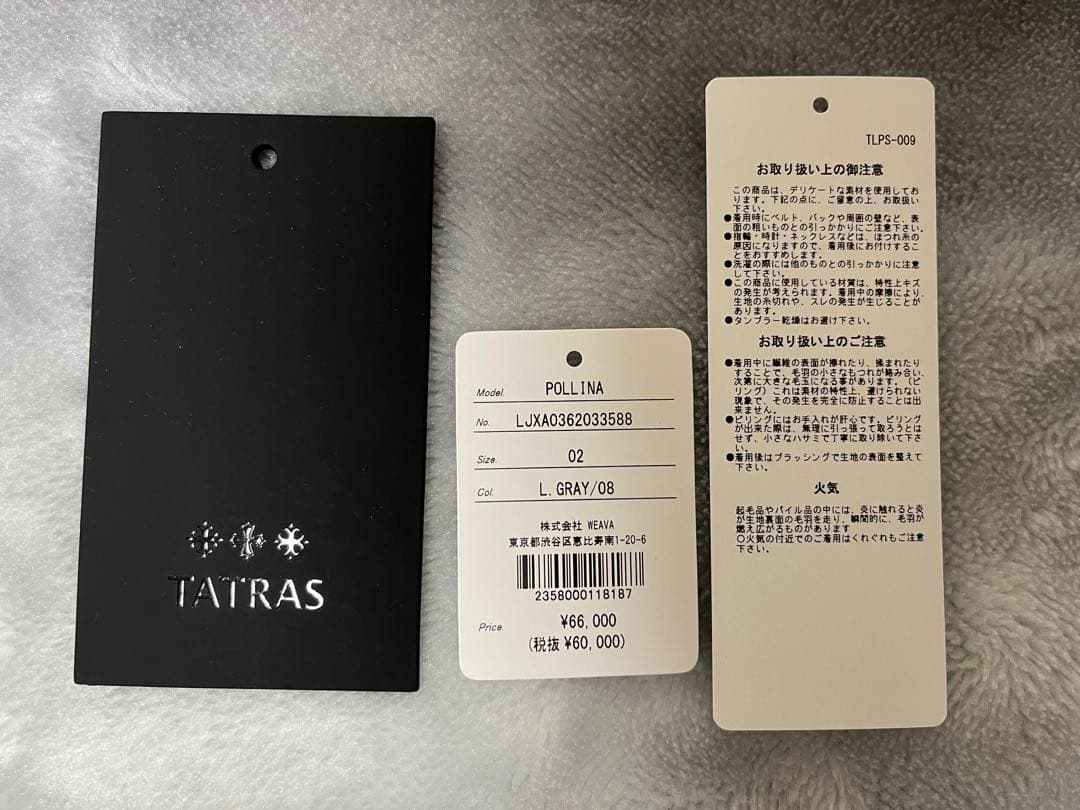 TATRAS
Model. POLLINA
No. LJXA0362033588
Size. 02
Col. L.GRAY/08
株式会社 WEAVA
東京都渋谷区恵比寿南1-20-6
2358000118187
Price. ¥66,000
(税抜 ¥60,000)
TLPS-009
お取り扱い上の御注意
この商品は、デリケートな素材を使用してお
ります。下記の点に、ご留意の上、お取扱い
下さい。
●着用時にベルト、バックや周囲の壁など、表
面の粗いものとの引っかかりにご注意下さい。
●指輪・時計・ネックレスなどは、ほつれ糸の
原因になりますので、着用後にお付けするこ
とをおすすめします。
●洗濯の際には他のものとの引っかかりに注意
して下さい。
●この商品に使用している材質は、特性上キズ
の発生が考えられます。着用中の摩擦により、
生地の糸切れや、スレの発生が生じることが
あります。
●タンブラー乾燥はお避け下さい。
お取り扱い上のご注意
●着用中に繊維の表面が擦れたり、揉まれたり
することで、毛羽の小さなもつれが絡み合い、
次第に大きな毛玉になる事があります。(ピ
リング)これは素材の特性上、避けられない
現象で、その発生を完全に防止することは出
来ません。
●ピリングにはお手入れが肝心です。ピリング
が出来た際は、無理に引っ張って取ろうとは
せず、小さなハサミで丁寧に取り除いて下さ
い。
●着用後はブラッシングで生地の表面を整えて
下さい。
火気
起毛品やパイル品の中には、炎に触れると炎
が生地裏面の毛羽を走り、瞬間的に、毛羽が
燃え広がるものがあります
○火気の付近でのご着用はくれぐれもご注意
下さい。